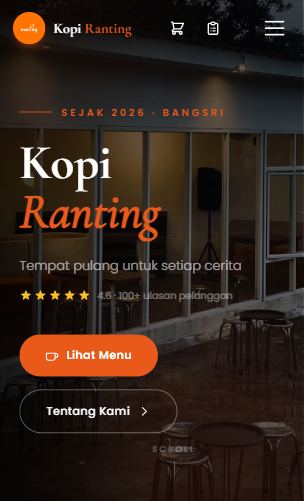 ranting
Kopi Ranting
SEJAK 2026 · BANGSRI
Kopi
Ranting
Tempat pulang untuk setiap cerita
4.6 · 100+ ulasan pelanggan
Lihat Menu
Tentang Kami
SCROLL